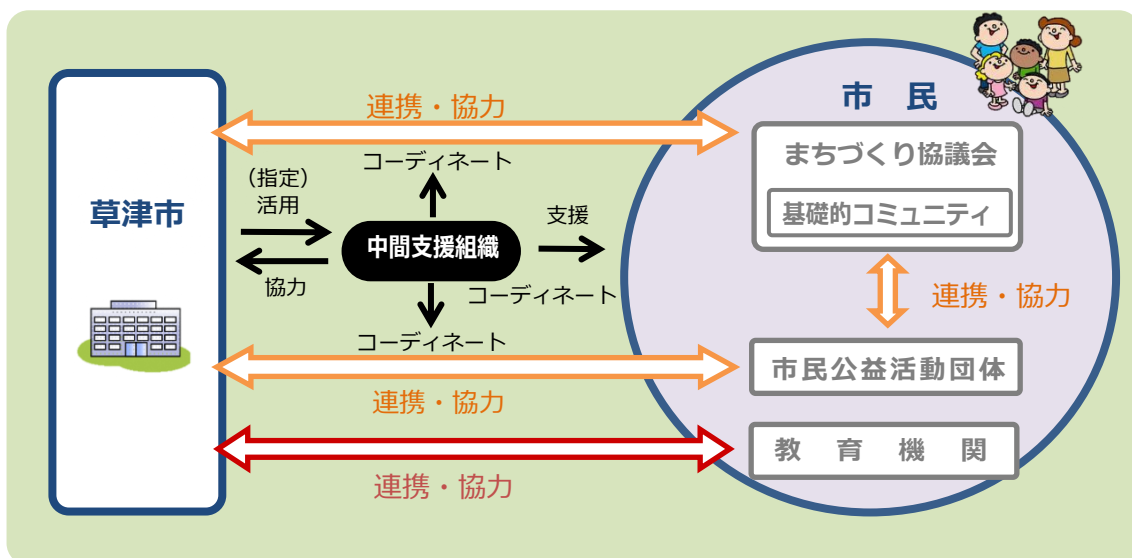 市　民
連携・協力
コーディネート
まちづくり協議会
（指定）
活用
草津市
支援
基礎的コミュニティ
中間支援組織
協力
コーディネート
連携・協力
コーディネート
市民公益活動団体
連携・協力
教　育　機　関
連携・協力